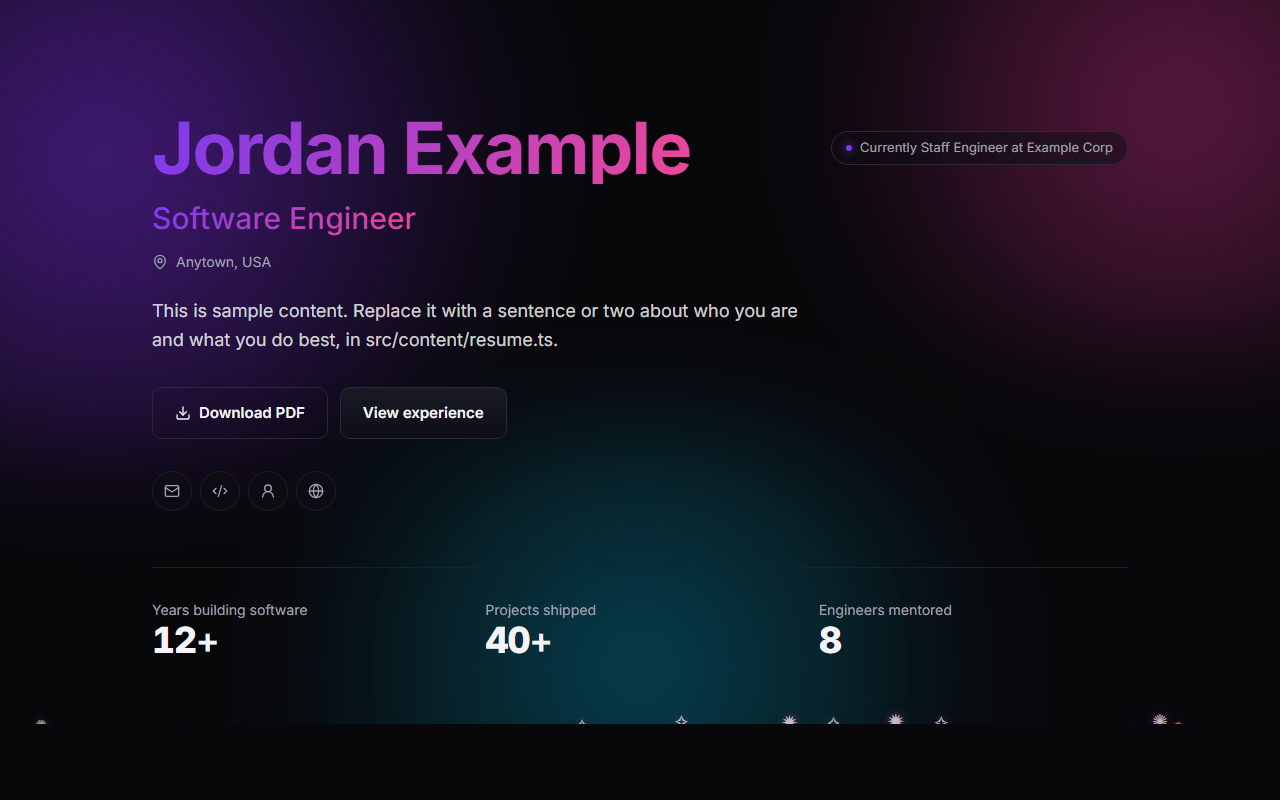 Jordan Example
Currently Staff Engineer at Example Corp
Software Engineer
Anytown, USA
This is sample content. Replace it with a sentence or two about who you are
and what you do best, in src/content/resume.ts.
Download PDF
View experience
Years building software
Projects shipped
Engineers mentored
12+
40+
8